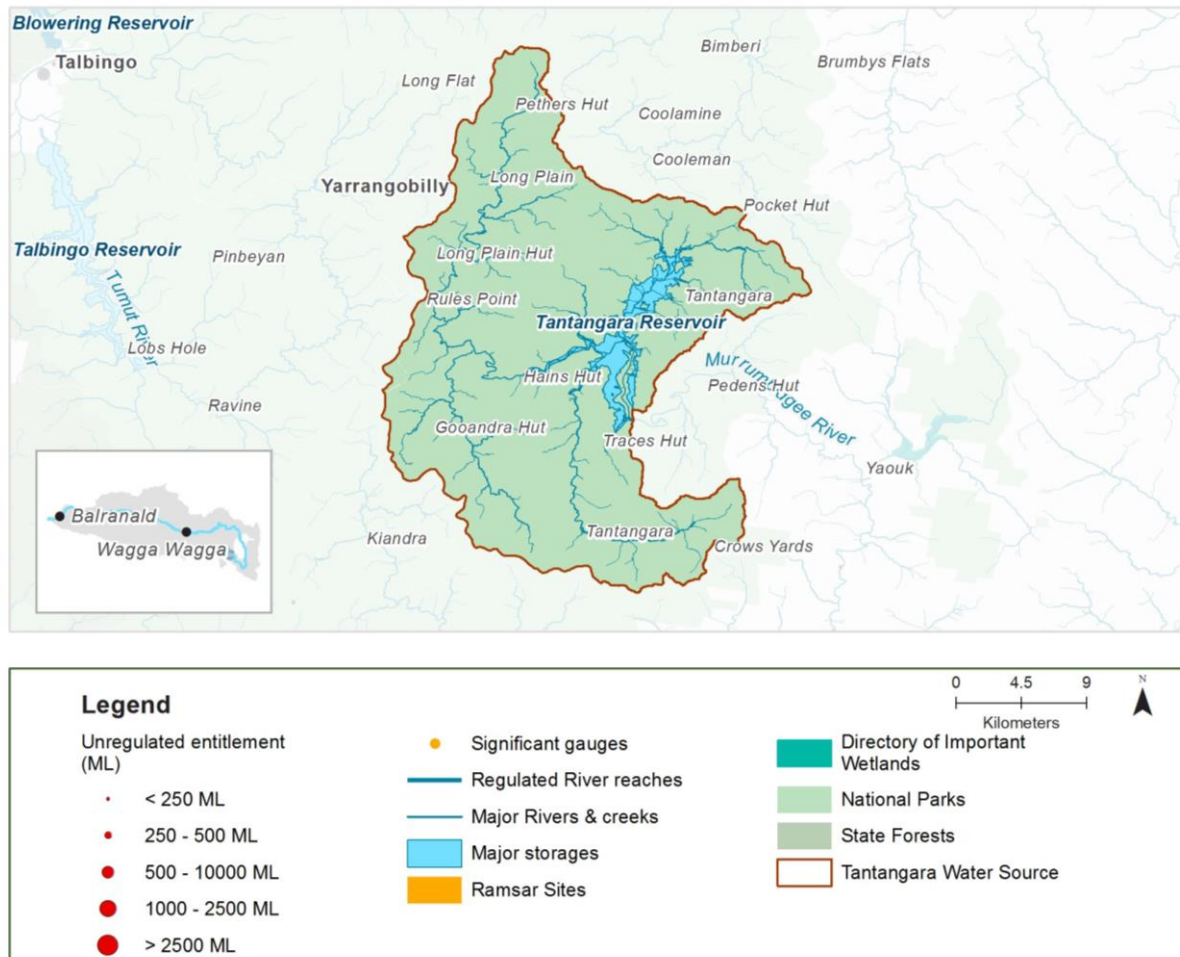 Blowering Reservoir
Talbingo
Bimberi
Brumbys Flats
Long Flat
Pethers Hut
Coolamine
Cooleman
Long Plain
Yarrangobilly
Pocket Hut
Talbingo Reservoir
Pinbeyan
Long Plain Hut
Tumut River
Rules Point
Tantangara
Tantangara Reservoir
Lobs Hole
Murrumbidgee River
Hains Hut
Pedens Hut
Ravine
Gooandra Hut
Traces Hut
Yaouk
Balranald
Wagga Wagga
Kiandra
Tantangara
Crows Yards
Legend
Unregulated entitlement
(ML)
< 250 ML
250 - 500 ML
500 - 10000 ML
1000 - 2500 ML
> 2500 ML
Significant gauges
Regulated River reaches
Major Rivers & creeks
Major storages
Ramsar Sites
0 4.5 9
Kilometers
N
Directory of Important
Wetlands
National Parks
State Forests
Tantangara Water Source